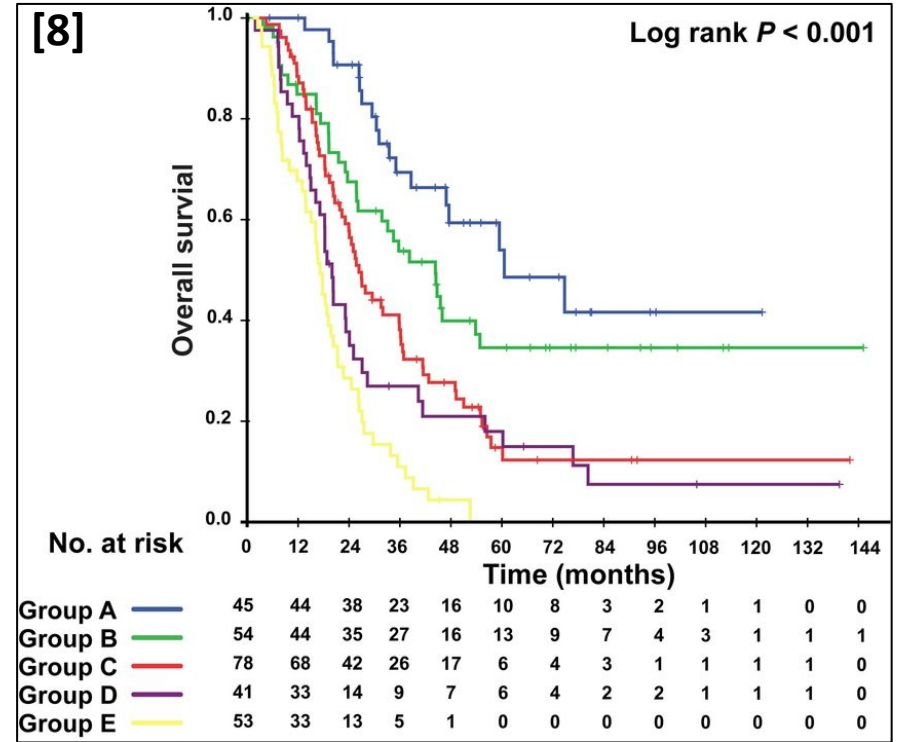 [8]
Log rank P < 0.001
Overall survial
1.0
0.8
0.6
0.4
0.2
0.0
No. at risk
0 12 24 36 48 60 72 84 96 108 120 132 144
Time (months)
Group A 45 44 38 23 16 10 8 3 2 1 1 0 0
Group B 54 44 35 27 16 13 9 7 4 3 1 1 1
Group C 78 68 42 26 17 6 4 3 1 1 1 1 0
Group D 41 33 14 9 7 6 4 2 2 1 1 1 0
Group E 53 33 13 5 1 0 0 0 0 0 0 0 0